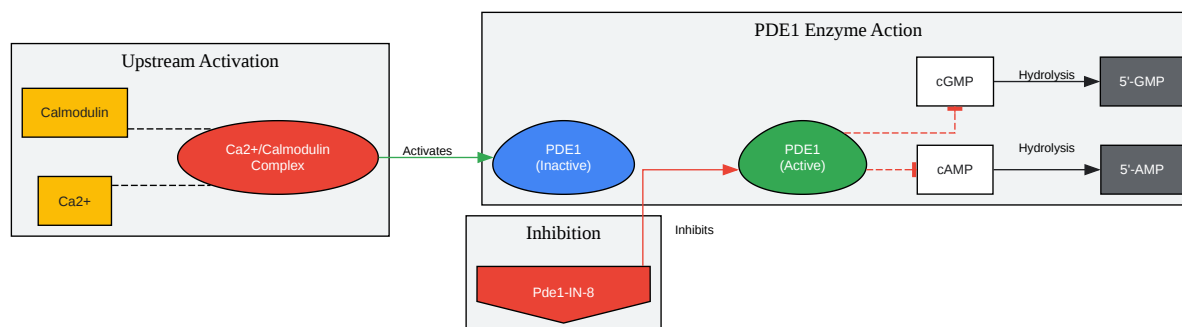 PDE1 Enzyme Action
Upstream Activation
Calmodulin
Ca2+
Ca2+/Calmodulin
Complex
Activates
PDE1
(Inactive)
PDE1
(Active)
cGMP
Hydrolysis
5'-GMP
cAMP
Hydrolysis
5'-AMP
Inhibition
Inhibits
Pde1-IN-8